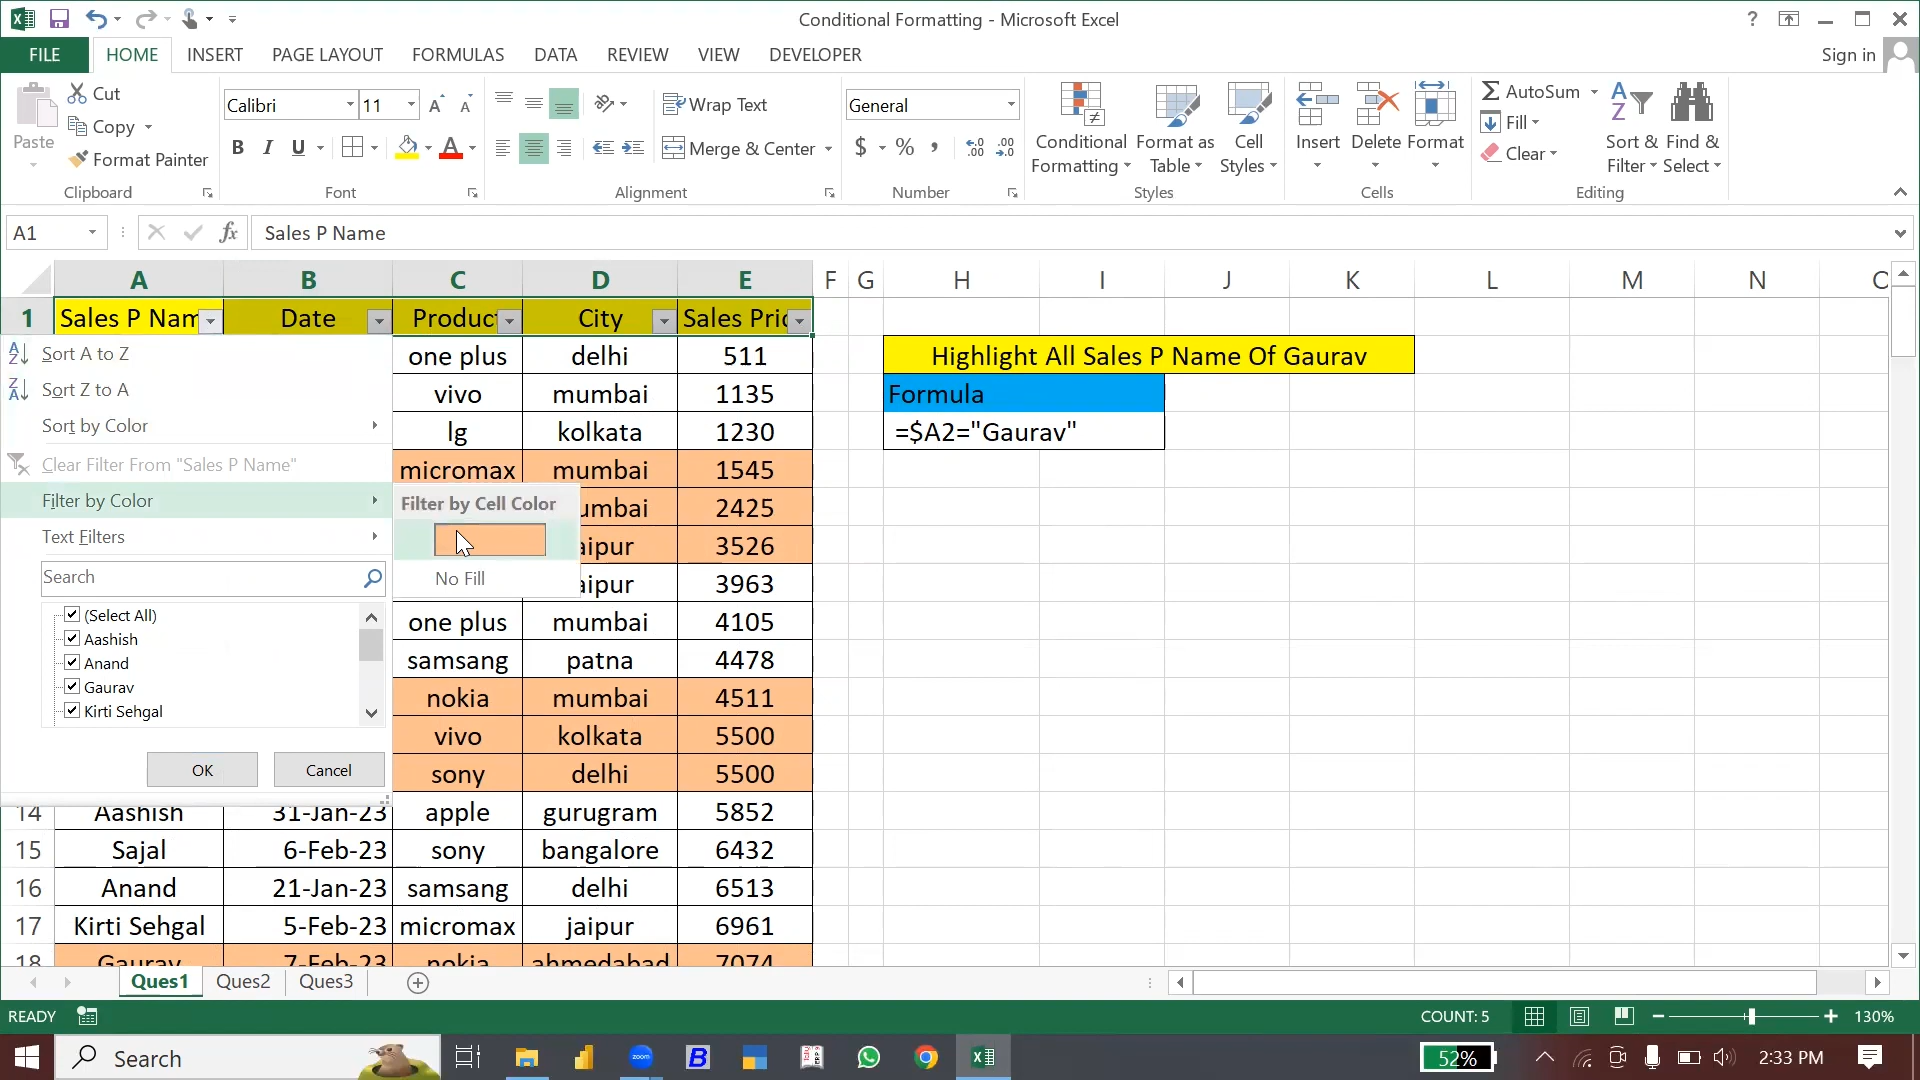 Conditional Formatting - Microsoft Excel
?
FILE HOME INSERT PAGE LAYOUT FORMULAS DATA REVIEW VIEW DEVELOPER Sign in
Paste
Cut
Copy
Format Painter
Clipboard
Calibri 11
B I U A
Font
Wrap Text
Merge & Center
Alignment
General
$ % ,
Number
Conditional Formatting
Format as Table
Cell Styles
Styles
Insert Delete Format
Cells
AutoSum
Fill
Clear
Sort & Filter
Find & Select
Editing
A1 fx Sales P Name
A B C D E F G H I J K L M N
1 Sales P Nam Date Product City Sales Pric
one plus delhi 511
vivo mumbai 1135
lg kolkata 1230
micromax mumbai 1545
umbai 2425
aipur 3526
aipur 3963
one plus mumbai 4105
samsang patna 4478
nokia mumbai 4511
vivo kolkata 5500
sony delhi 5500
14 Aashish 31-Jan-23 apple gurugram 5852
15 Sajal 6-Feb-23 sony bangalore 6432
16 Anand 21-Jan-23 samsang delhi 6513
17 Kirti Sehgal 5-Feb-23 micromax jaipur 6961
18 Gaurav 7-Feb-23 nokia ahmedabad 7074
Sort A to Z
Sort Z to A
Sort by Color
Clear Filter From "Sales P Name"
Filter by Color
Text Filters
Search
(Select All)
Aashish
Anand
Gaurav
Kirti Sehgal
OK Cancel
Filter by Cell Color
No Fill
Highlight All Sales P Name Of Gaurav
Formula
=$A2="Gaurav"
Ques1 Ques2 Ques3
READY COUNT: 5 130%
Search 52% 2:33 PM